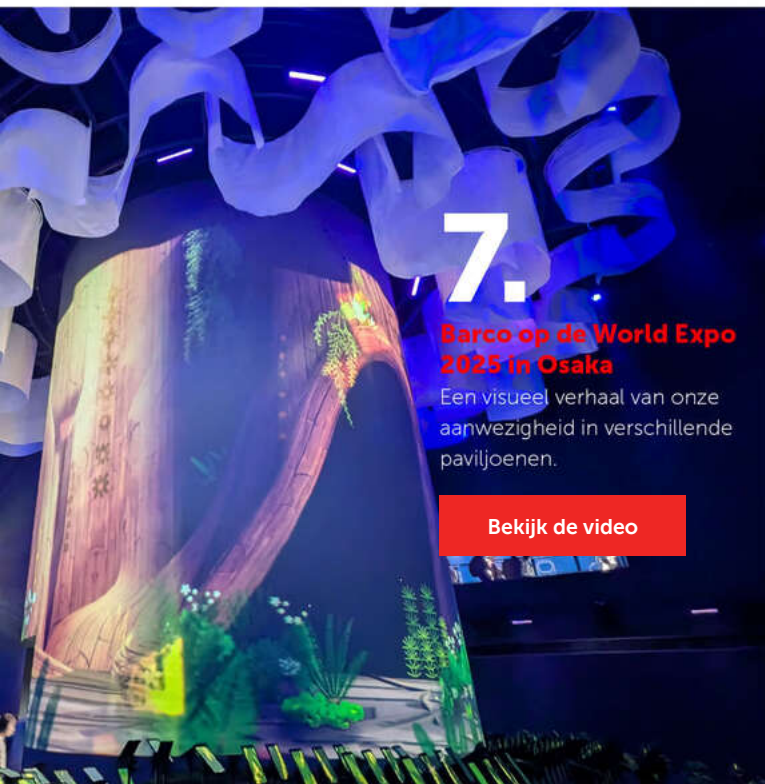 7.
Barco op de World Expo
2025 in Osaka
Een visueel verhaal van onze
aanwezigheid in verschillende
paviljoenen.
Bekijk de video